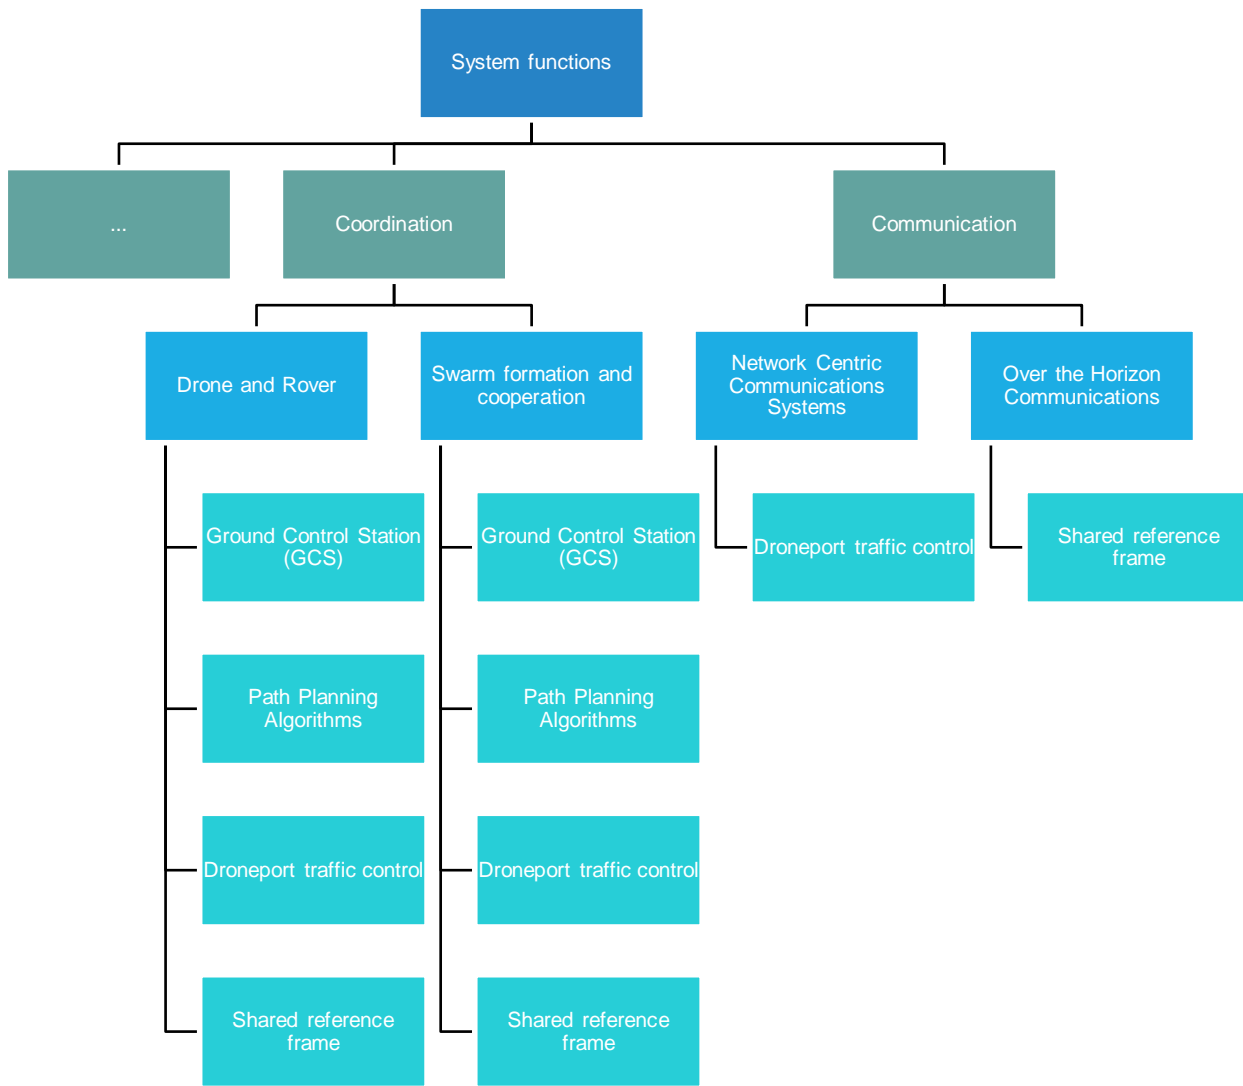 System functions
...
Coordination
Communication
Drone and Rover
Swarm formation and
cooperation
Network Centric
Communications
Systems
Over the Horizon
Communications
Ground Control Station
(GCS)
Ground Control Station
(GCS)
Droneport traffic control
Shared reference
frame
Path Planning
Algorithms
Path Planning
Algorithms
Droneport traffic control
Droneport traffic control
Shared reference
frame
Shared reference
frame